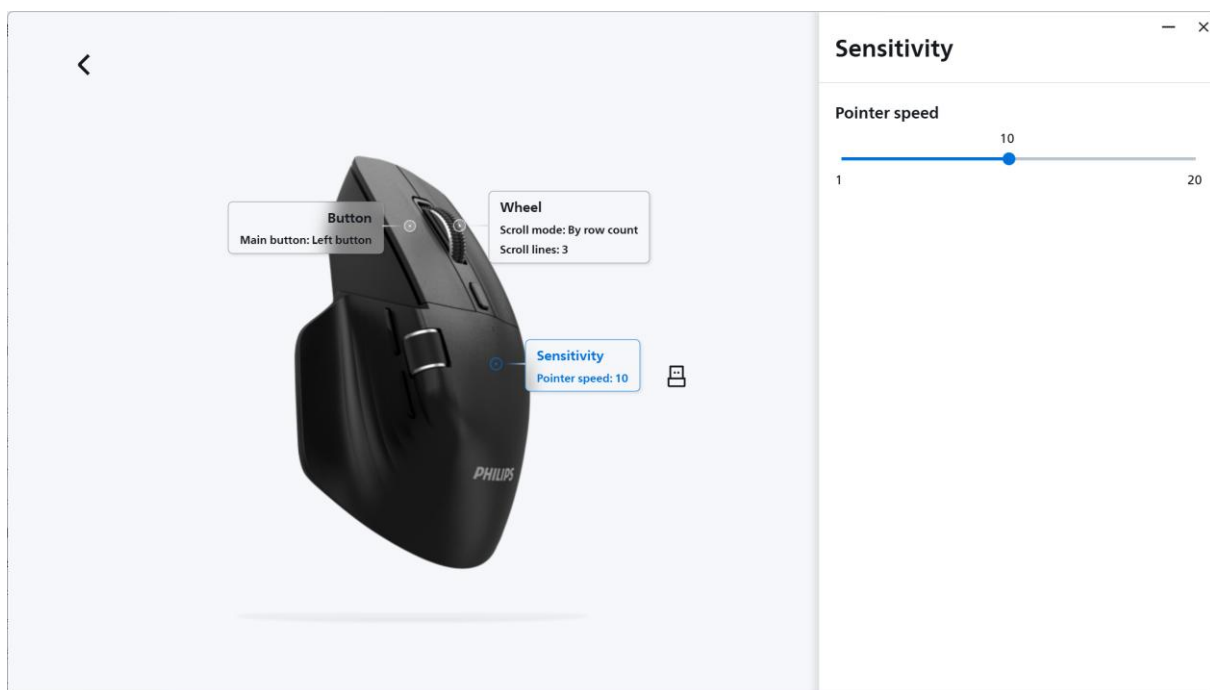 Sensitivity
Pointer speed
10
1
20
Button
Main button: Left button
Wheel
Scroll mode: By row count
Scroll lines: 3
Sensitivity
Pointer speed: 10
PHILIPS